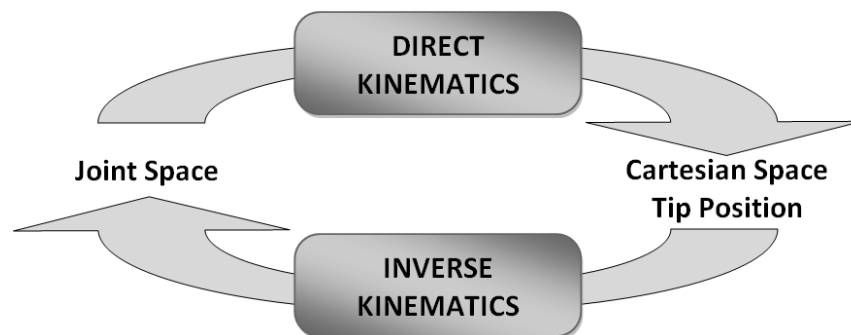 DIRECT
KINEMATICS
Joint Space
Cartesian Space
Tip Position
INVERSE
KINEMATICS